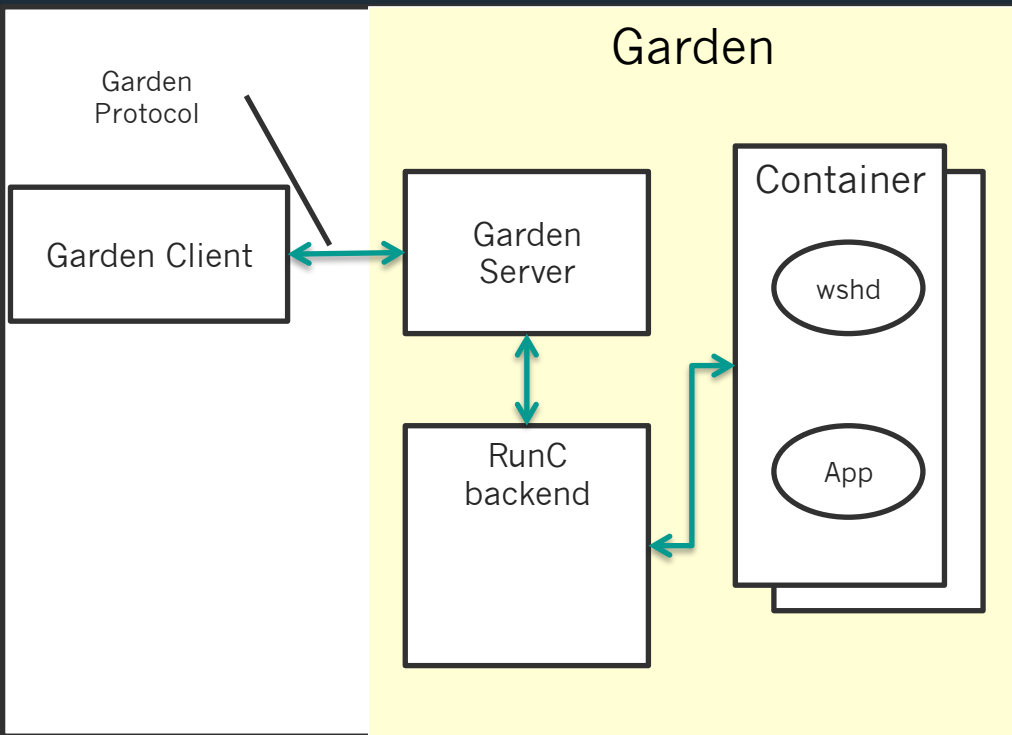 Garden
Garden
Protocol
Garden Client
Garden
Server
RunC
backend
Container
wshd
App